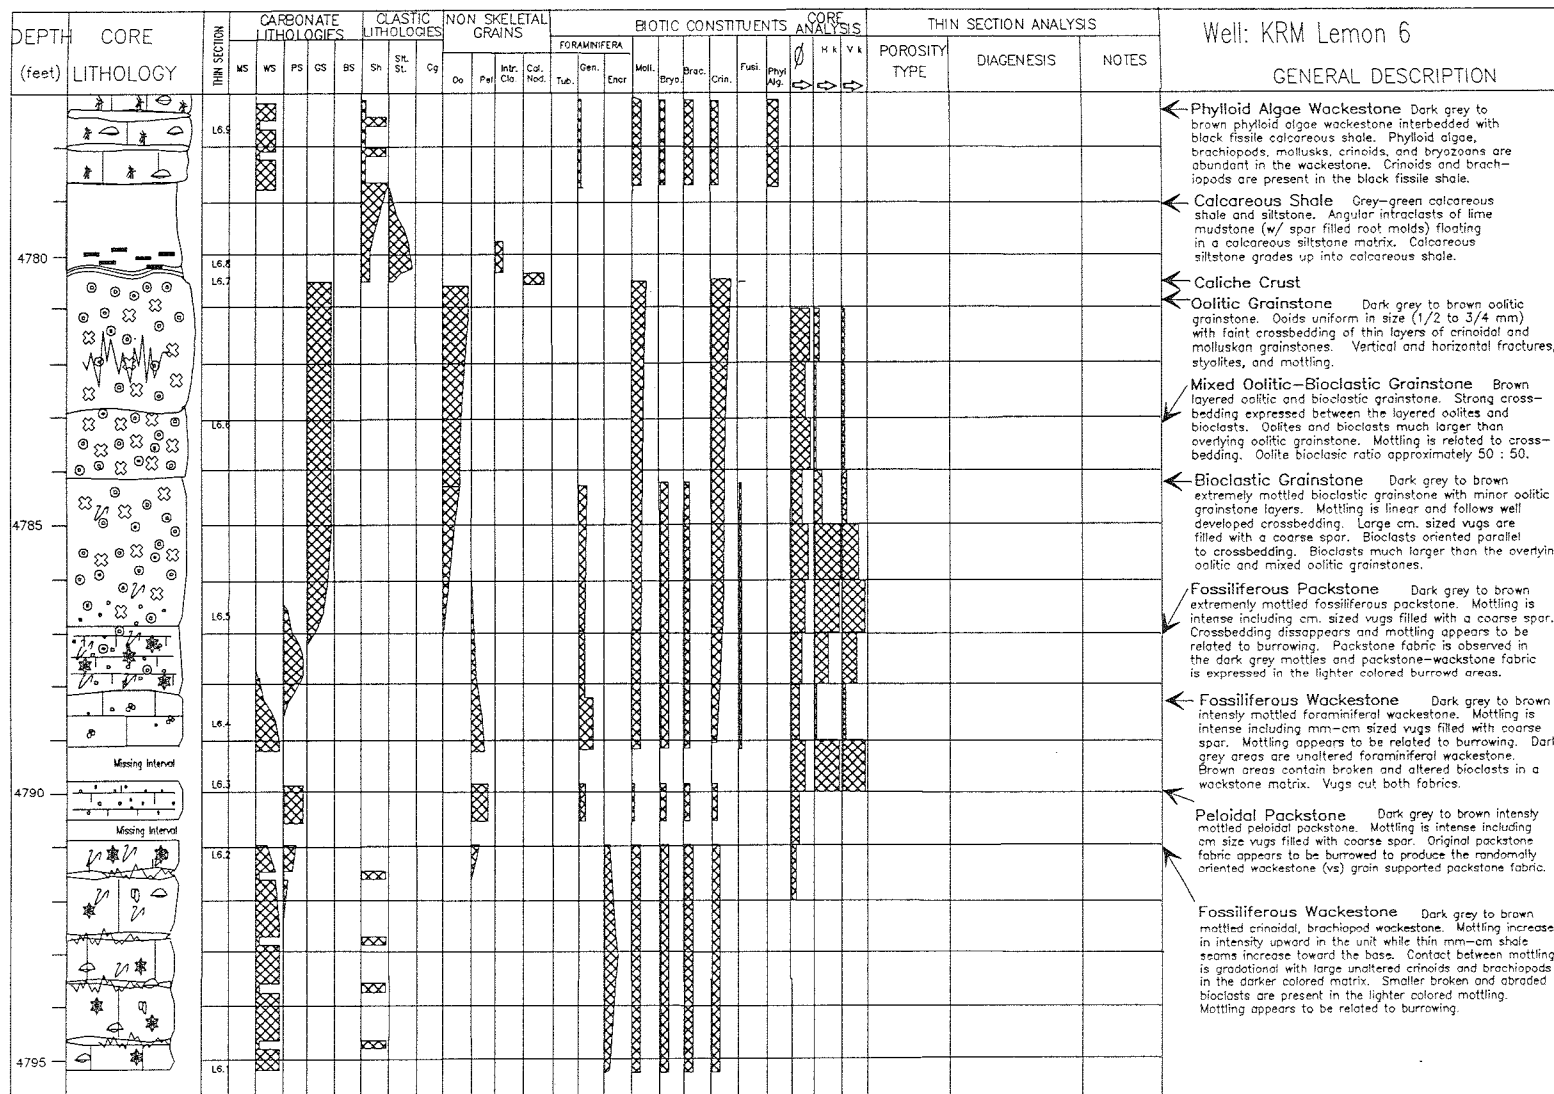 DEPTH
(feet)
CORE
LITHOLOGY
THIN SECTION
CARBONATE
LITHOLOGIES
MS WS PS GS BS
CLASTIC
LITHOLOGIES
Sh
Slt.
St.
Cg
NON SKELETAL
GRAINS
Oo
Pel
Intr.
Cla.
Cal.
Nod.
BIOTIC CONSTITUENTS
FORAMINIFERA
Tub.
Gen.
Encr
Moll.
Bryo.
Brac.
Crin.
Fusi.
Phyl
Alg.
CORE
ANALYSIS
Ø
H k
V k
THIN SECTION ANALYSIS
POROSITY
TYPE
DIAGENESIS
NOTES
Well: KRM Lemon 6
GENERAL DESCRIPTION
L6.9
4780
L6.8
L6.7
L6.6
4785
L6.5
L6.4
Missing Interval
4790
L6.3
Missing Interval
L6.2
4795
L6.1
Phylloid Algae Wackestone Dark grey to
brown phylloid algae wackestone interbedded with
black fissile calcareous shale. Phylloid algae,
brachiopods, mollusks, crinoids, and bryozoans are
abundant in the wackestone. Crinoids and brach-
iopods are present in the black fissile shale.
Calcareous Shale Grey-green calcareous
shale and siltstone. Angular intraclasts of lime
mudstone (w/ spar filled root molds) floating
in a calcareous siltstone matrix. Calcareous
siltstone grades up into calcareous shale.
Caliche Crust
Oolitic Grainstone Dark grey to brown oolitic
grainstone. Ooids uniform in size (1/2 to 3/4 mm)
with faint crossbedding of thin layers of crinoidal and
molluskan grainstones. Vertical and horizontal fractures,
styolites, and mottling.
Mixed Oolitic-Bioclastic Grainstone Brown
layered oolitic and bioclastic grainstone. Strong cross-
bedding expressed between the layered oolites and
bioclasts. Oolites and bioclasts much larger than
overlying oolitic grainstone. Mottling is related to cross-
bedding. Oolite bioclasic ratio approximately 50 : 50.
Bioclastic Grainstone Dark grey to brown
extremely mottled bioclastic grainstone with minor oolitic
grainstone layers. Mottling is linear and follows well
developed crossbedding. Large cm. sized vugs are
filled with a coarse spar. Bioclasts oriented parallel
to crossbedding. Bioclasts much larger than the overlyin
oolitic and mixed oolitic grainstones.
Fossiliferous Packstone Dark grey to brown
extremenly mottled fossiliferous packstone. Mottling is
intense including cm. sized vugs filled with a coarse spar.
Crossbedding dissappears and mottling appears to be
related to burrowing. Packstone fabric is observed in
the dark grey mottles and packstone-wackstone fabric
is expressed in the lighter colored burrowd areas.
Fossiliferous Wackestone Dark grey to brown
intensly mottled foraminiferal wackestone. Mottling is
intense including mm-cm sized vugs filled with coarse
spar. Mottling appears to be related to burrowing. Dark
grey areas are unaltered foraminiferal wackestone.
Brown areas contain broken and altered bioclasts in a
wackstone matrix. Vugs cut both fabrics.
Peloidal Packstone Dark grey to brown intensly
mottled peloidal packstone. Mottling is intense including
cm size vugs filled with coarse spar. Original packstone
fabric appears to be burrowed to produce the randomally
oriented wackestone (vs) grain supported packstone fabric.
Fossiliferous Wackestone Dark grey to brown
mottled crinoidal, brachiopod wackestone. Mottling increase
in intensity upward in the unit while thin mm-cm shale
seams increase toward the base. Contact between mottling
is gradational with large unaltered crinoids and brachiopods
in the darker colored matrix. Smaller broken and abraded
bioclasts are present in the lighter colored mottling.
Mottling appears to be related to burrowing.